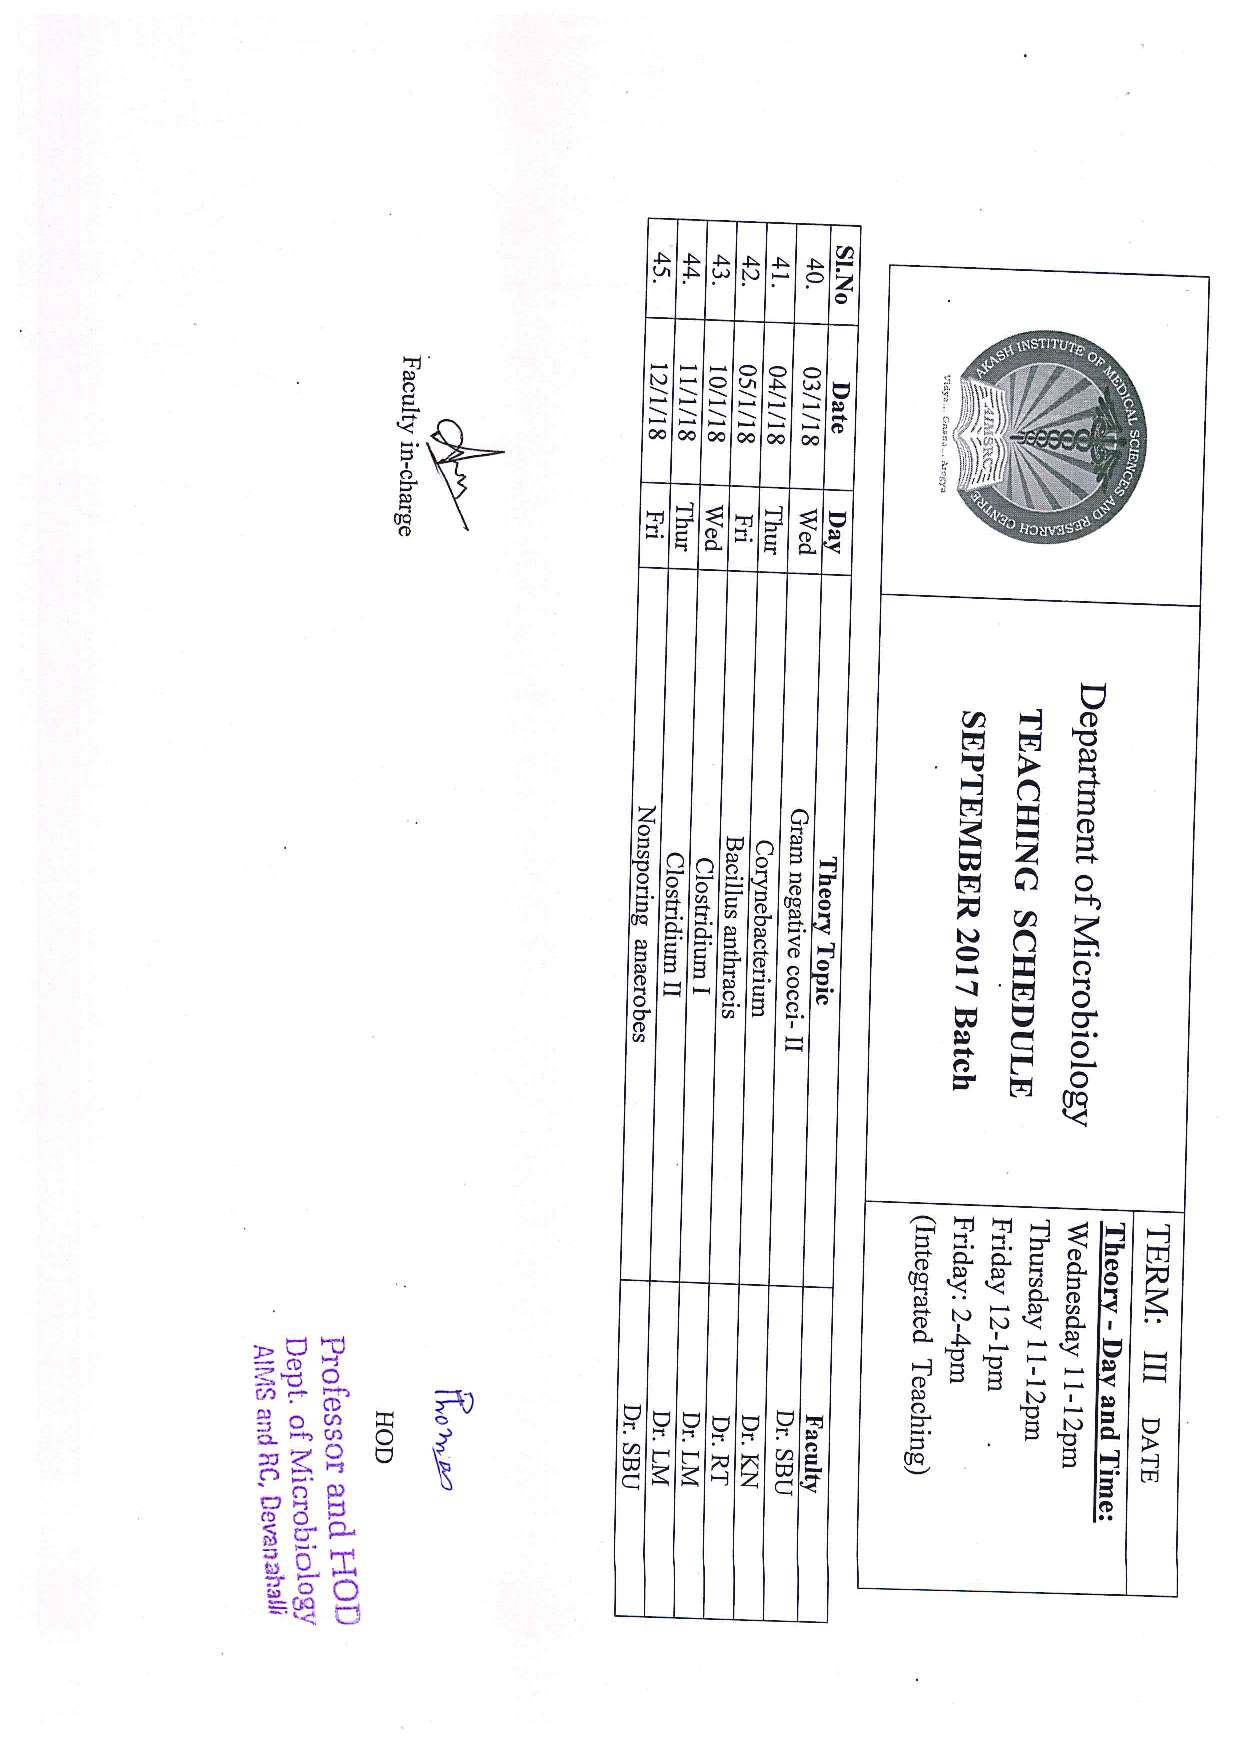 AKASH INSTITUTE OF MEDICAL SCIENCES AND RESEARCH CENTRE
AIMSRC
Vidya... Gnana... Arogya
Department of Microbiology
TEACHING SCHEDULE
SEPTEMBER 2017 Batch
TERM: III DATE
Theory - Day and Time:
Wednesday 11-12pm
Thursday 11-12pm
Friday 12-1pm
Friday: 2-4pm
(Integrated Teaching)
Sl.No Date Day Theory Topic Faculty
40. 03/1/18 Wed Gram negative cocci- II Dr. SBU
41. 04/1/18 Thur Corynebacterium Dr. KN
42. 05/1/18 Fri Bacillus anthracis Dr. RT
43. 10/1/18 Wed Clostridium I Dr. LM
44. 11/1/18 Thur Clostridium II Dr. LM
45. 12/1/18 Fri Nonsporing anaerobes Dr. SBU
Faculty in-charge
HOD
Professor and HOD
Dept. of Microbiology
AIMS and RC, Devanahalli